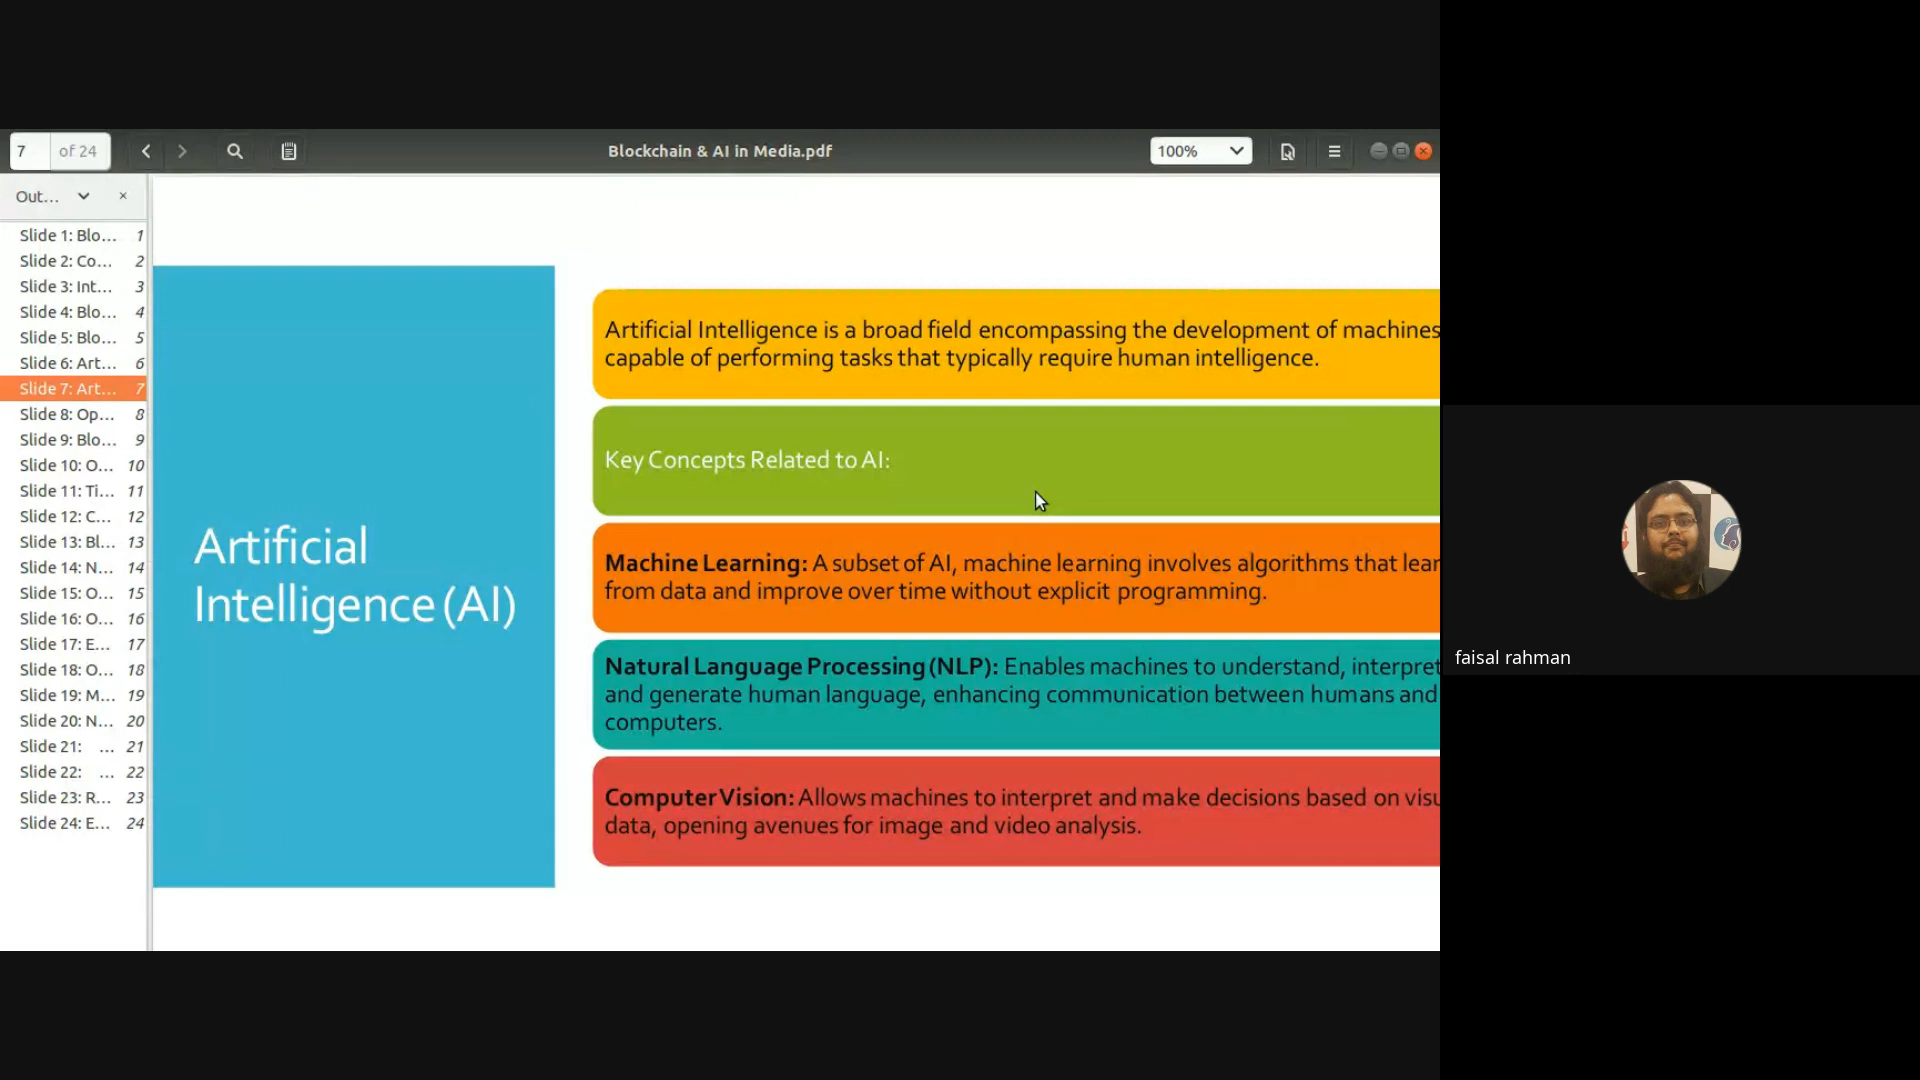 7 of 24
Blockchain & AI in Media.pdf
100%
Out...
Slide 1: Blo... 1
Slide 2: Co... 2
Slide 3: Int... 3
Slide 4: Blo... 4
Slide 5: Blo... 5
Slide 6: Art... 6
Slide 7: Art... 7
Slide 8: Op... 8
Slide 9: Blo... 9
Slide 10: O... 10
Slide 11: Ti... 11
Slide 12: C... 12
Slide 13: Bl... 13
Slide 14: N... 14
Slide 15: O... 15
Slide 16: O... 16
Slide 17: E... 17
Slide 18: O... 18
Slide 19: M... 19
Slide 20: N... 20
Slide 21: ... 21
Slide 22: ... 22
Slide 23: R... 23
Slide 24: E... 24
Artificial
Intelligence (AI)
Artificial Intelligence is a broad field encompassing the development of machines
capable of performing tasks that typically require human intelligence.
Key Concepts Related to AI:
Machine Learning: A subset of AI, machine learning involves algorithms that lear
from data and improve over time without explicit programming.
Natural Language Processing (NLP): Enables machines to understand, interpret
and generate human language, enhancing communication between humans and
computers.
Computer Vision: Allows machines to interpret and make decisions based on visu
data, opening avenues for image and video analysis.
faisal rahman